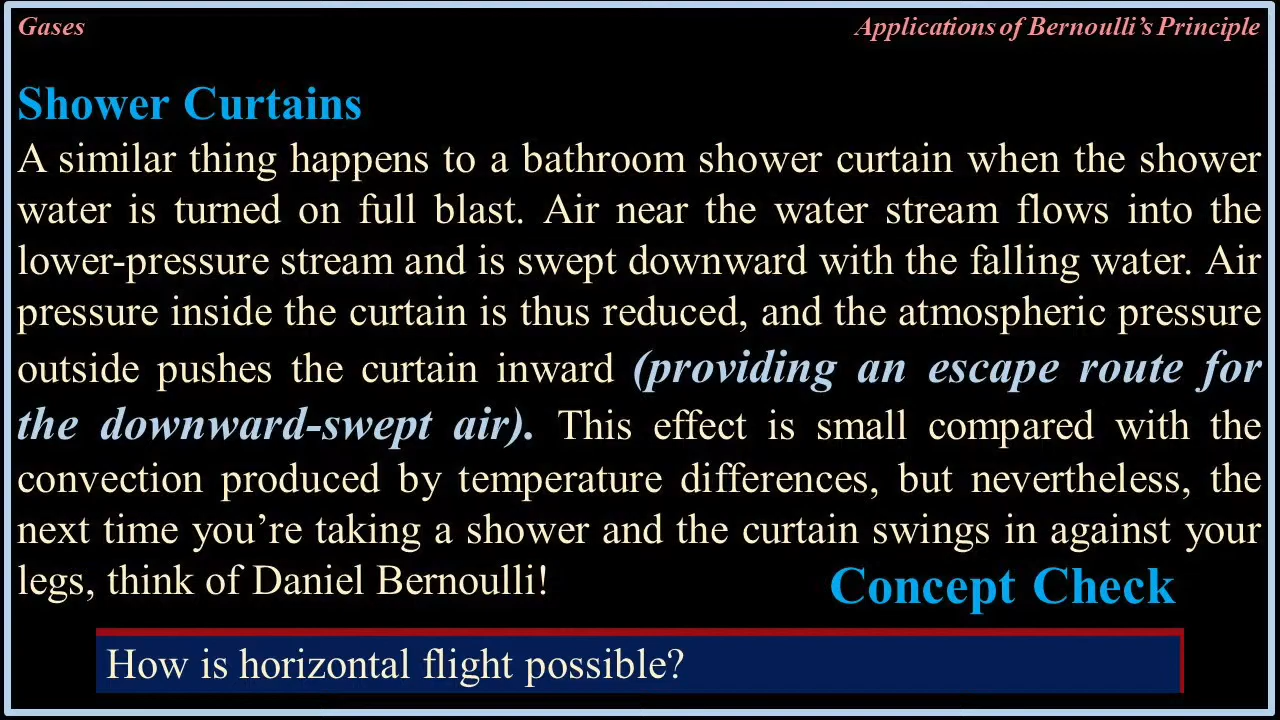 Gases
Applications of Bernoulli’s Principle
Shower Curtains
A similar thing happens to a bathroom shower curtain when the shower
water is turned on full blast. Air near the water stream flows into the
lower-pressure stream and is swept downward with the falling water. Air
pressure inside the curtain is thus reduced, and the atmospheric pressure
outside pushes the curtain inward (providing an escape route for
the downward-swept air). This effect is small compared with the
convection produced by temperature differences, but nevertheless, the
next time you’re taking a shower and the curtain swings in against your
legs, think of Daniel Bernoulli!
Concept Check
How is horizontal flight possible?